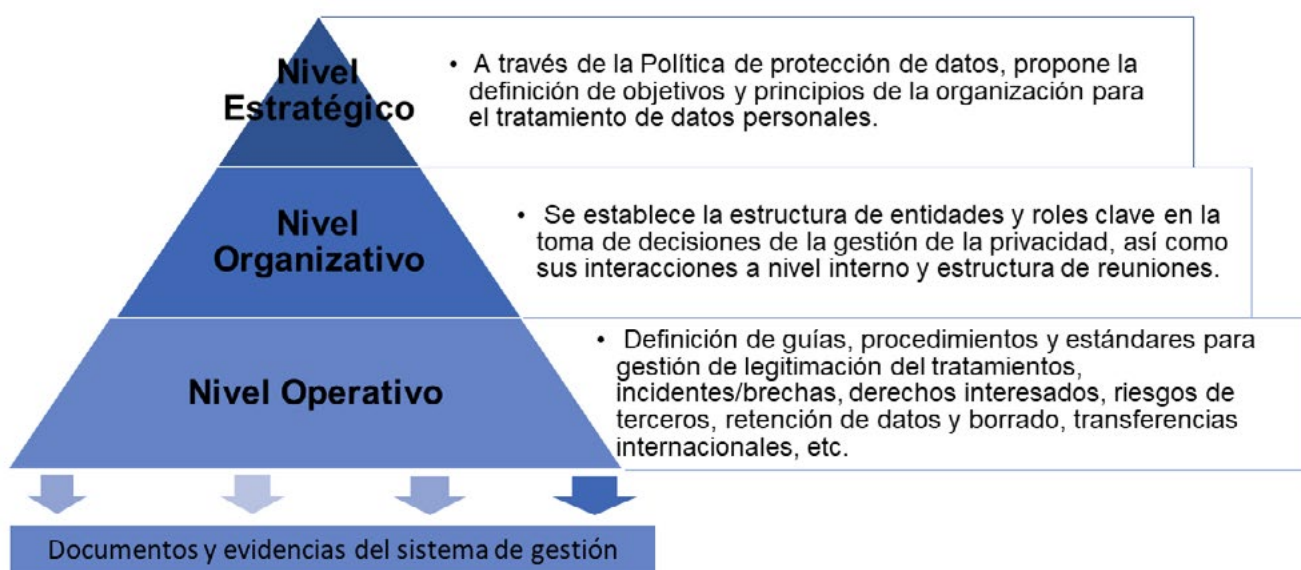 Nivel
Estratégico
• A través de la Política de protección de datos, propone la
definición de objetivos y principios de la organización para
el tratamiento de datos personales.
Nivel
Organizativo
• Se establece la estructura de entidades y roles clave en la
toma de decisiones de la gestión de la privacidad, así como
sus interacciones a nivel interno y estructura de reuniones.
Nivel Operativo
• Definición de guías, procedimientos y estándares para
gestión de legitimación del tratamientos,
incidentes/brechas, derechos interesados, riesgos de
terceros, retención de datos y borrado, transferencias
internacionales, etc.
Documentos y evidencias del sistema de gestión